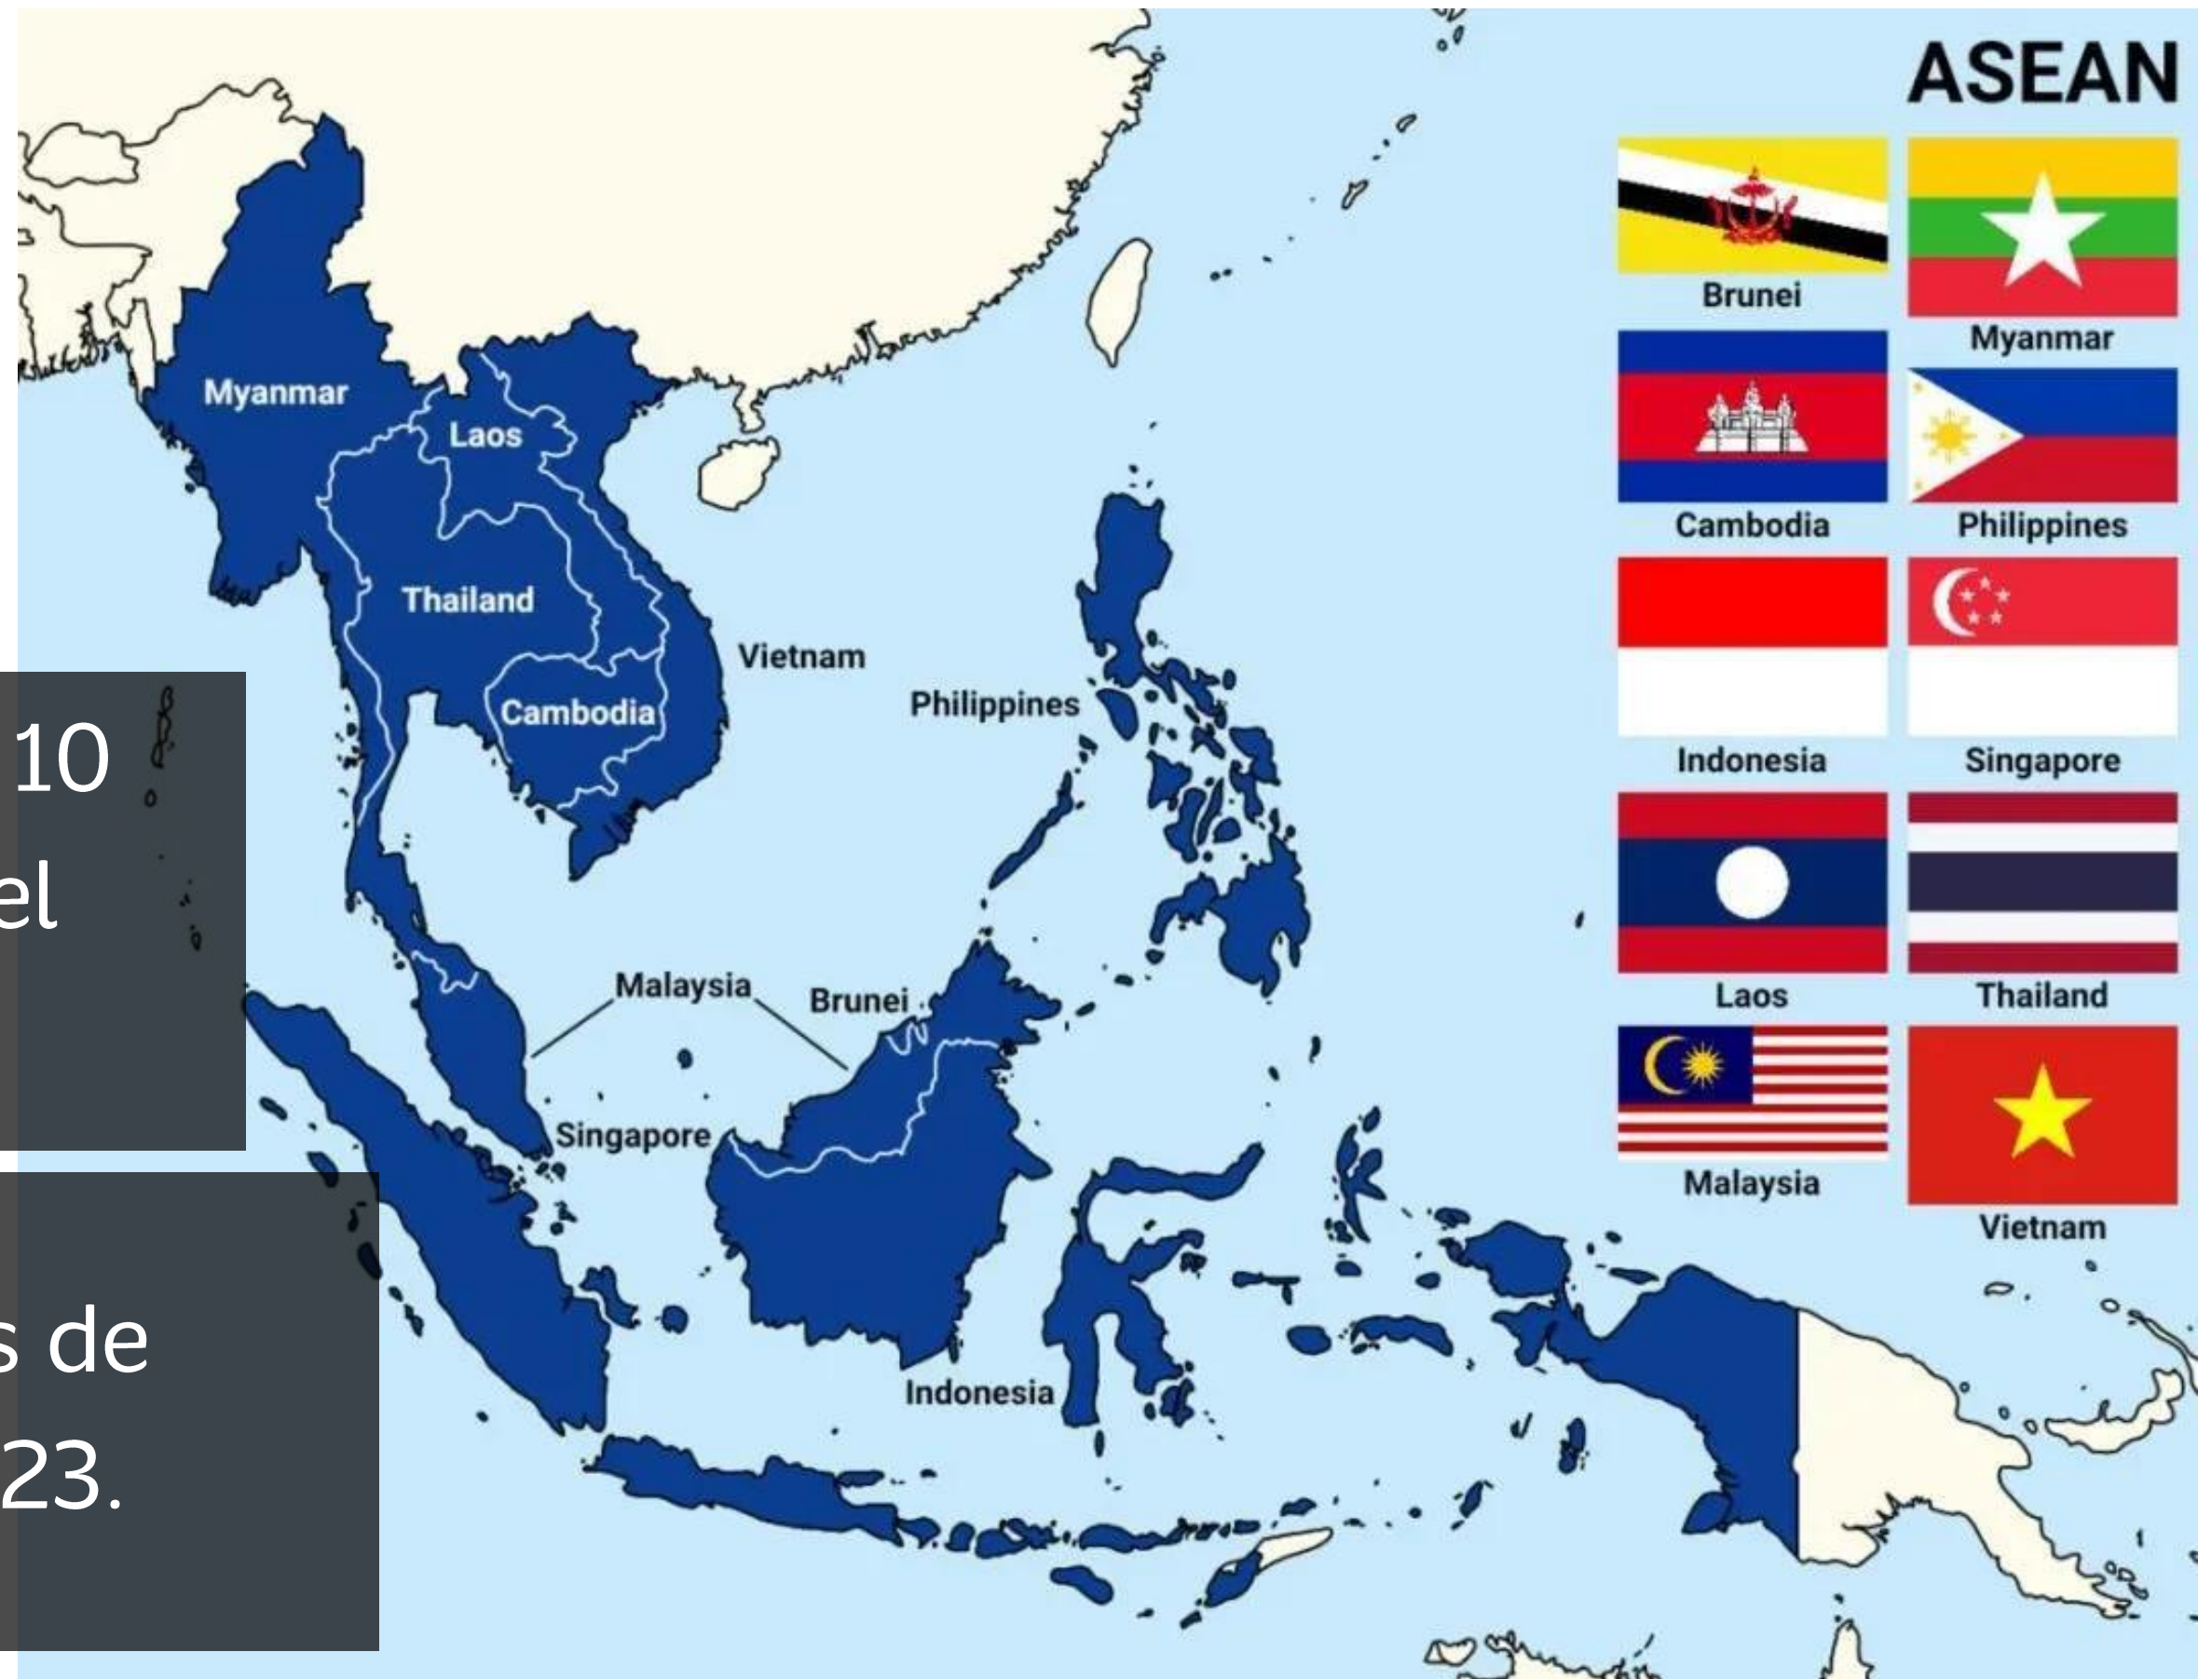 ASEAN
Brunei
Myanmar
Cambodia
Philippines
Indonesia
Singapore
Laos
Thailand
Malaysia
Vietnam
Myanmar
Laos
Thailand
Vietnam
Cambodia
Philippines
Malaysia
Brunei
Singapore
Indonesia
10
el
s de
23.